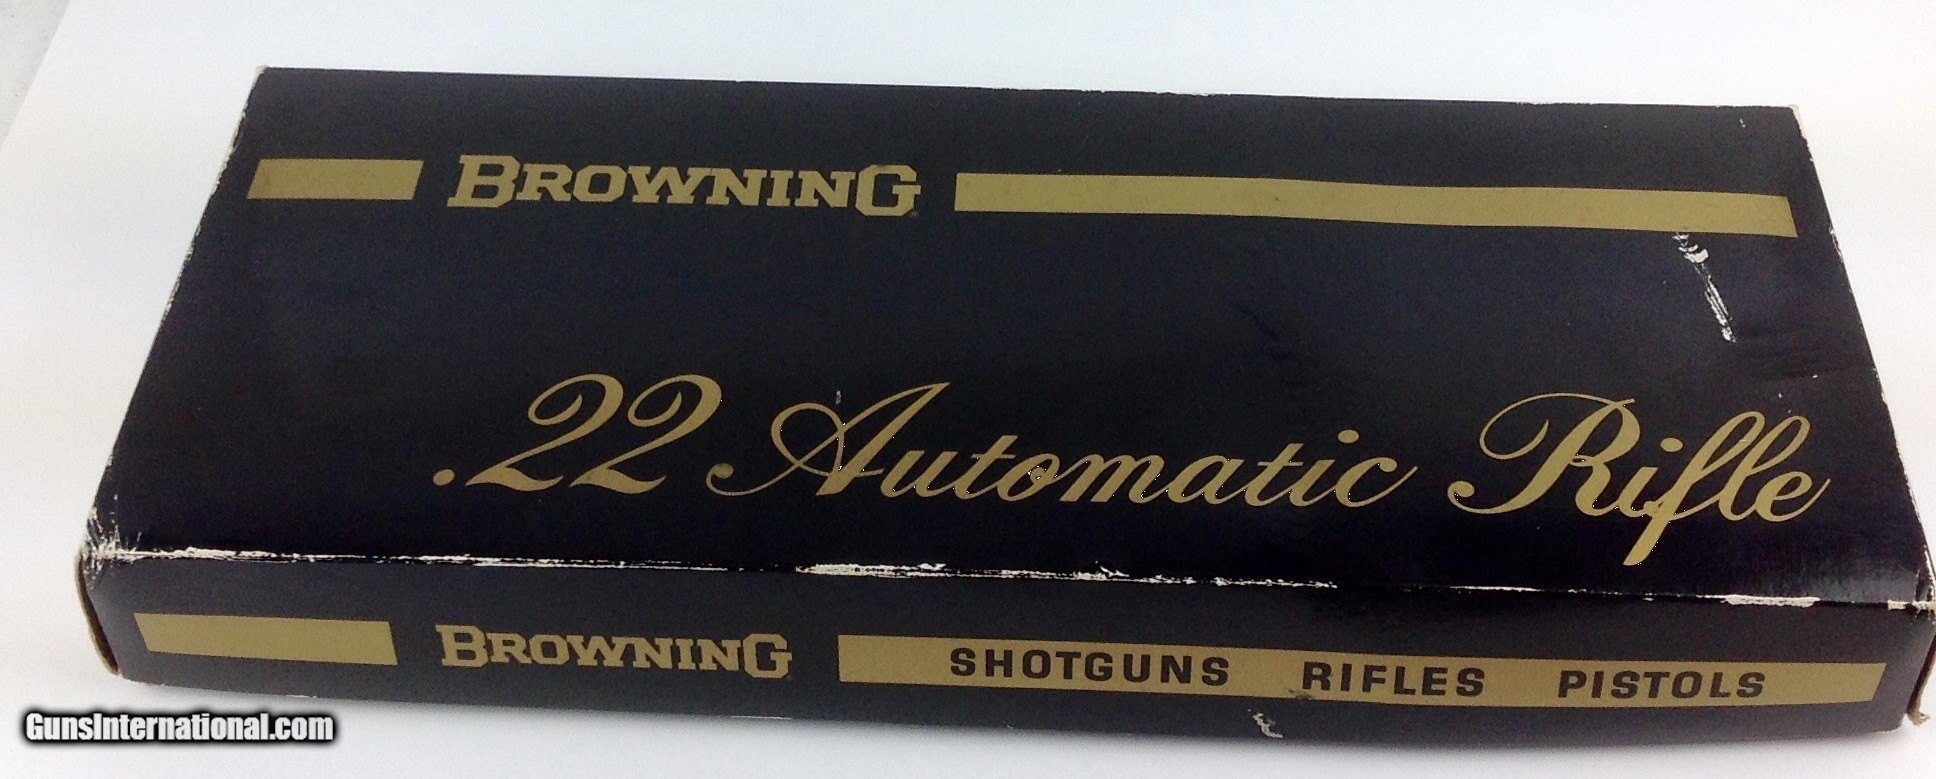 BROWNING
.22 Automatic Rifle
BROWNING SHOTGUNS RIFLES PISTOLS
GunsInternational.com